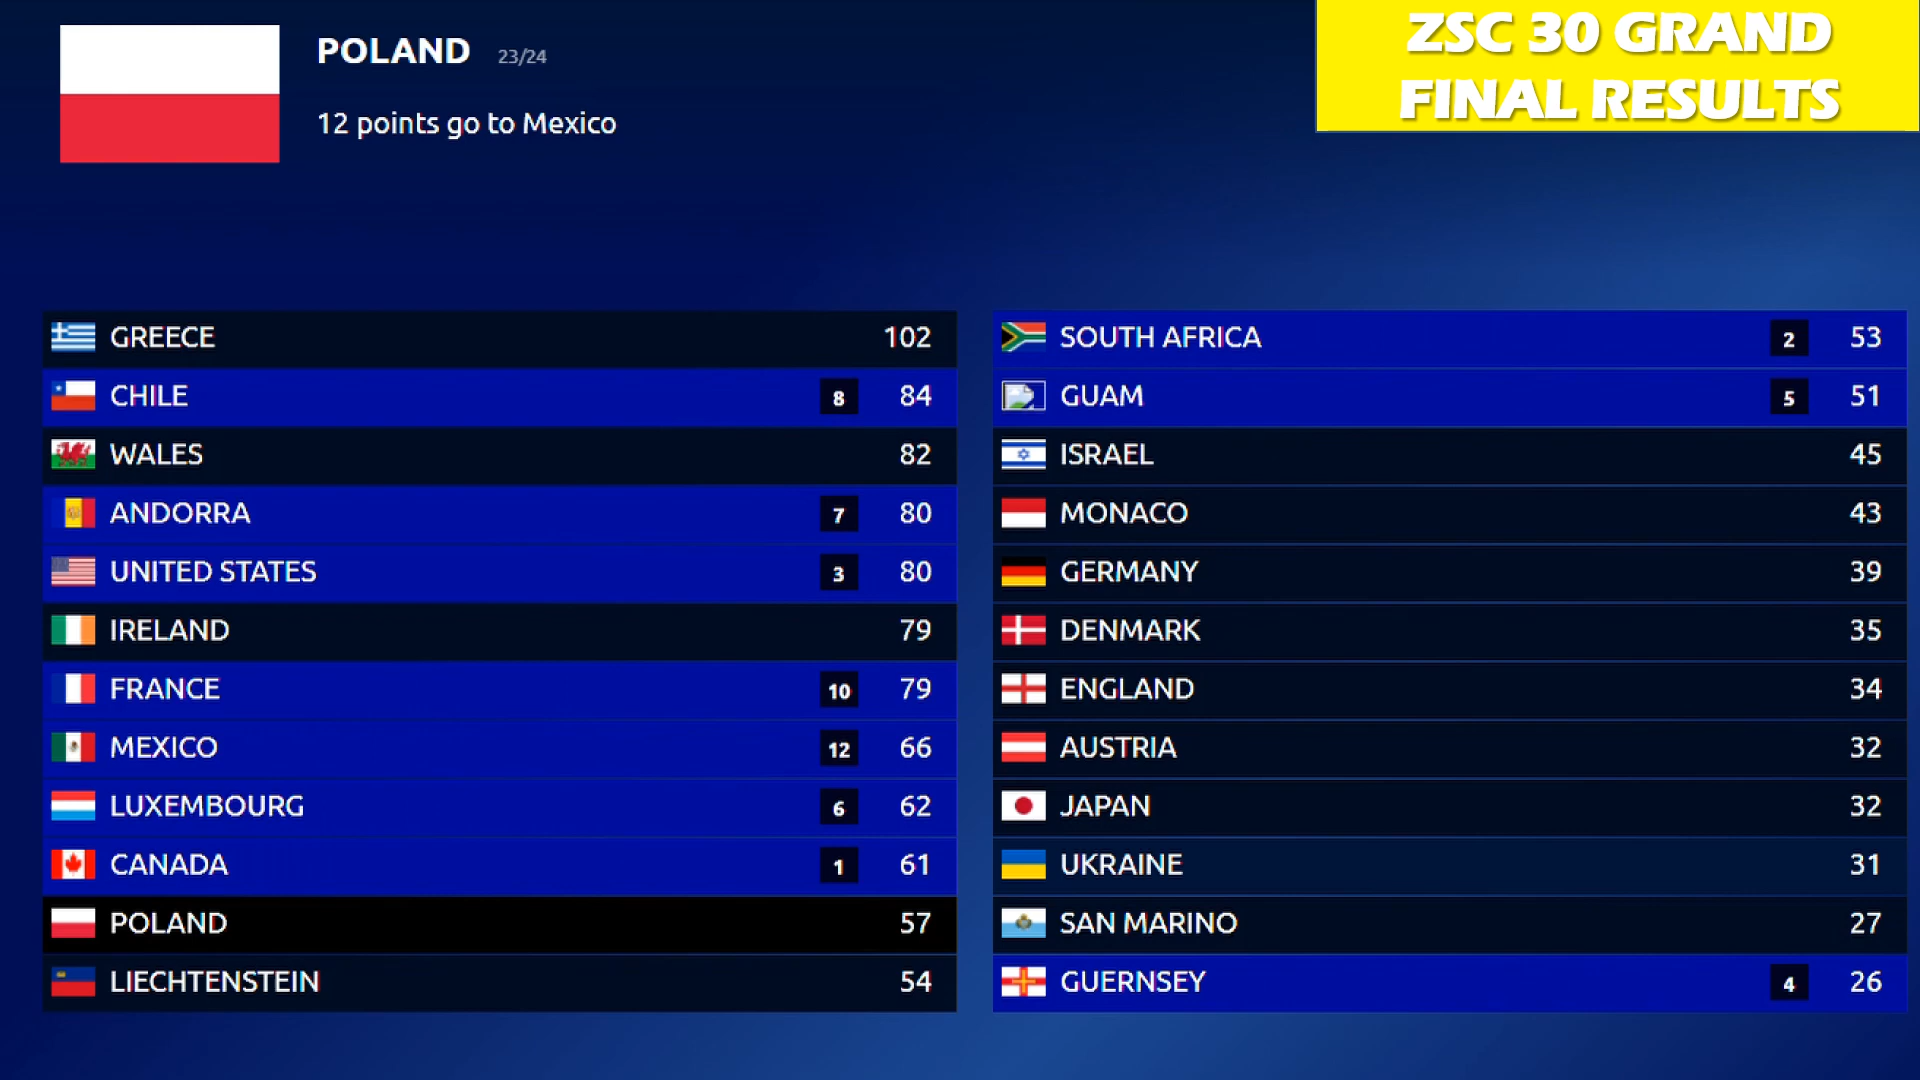 POLAND 23/24
12 points go to Mexico
ZSC 30 GRAND
FINAL RESULTS
GREECE 102
CHILE 8 84
WALES 82
ANDORRA 7 80
UNITED STATES 3 80
IRELAND 79
FRANCE 10 79
MEXICO 12 66
LUXEMBOURG 6 62
CANADA 1 61
POLAND 57
LIECHTENSTEIN 54
SOUTH AFRICA 2 53
GUAM 5 51
ISRAEL 45
MONACO 43
GERMANY 39
DENMARK 35
ENGLAND 34
AUSTRIA 32
JAPAN 32
UKRAINE 31
SAN MARINO 27
GUERNSEY 4 26